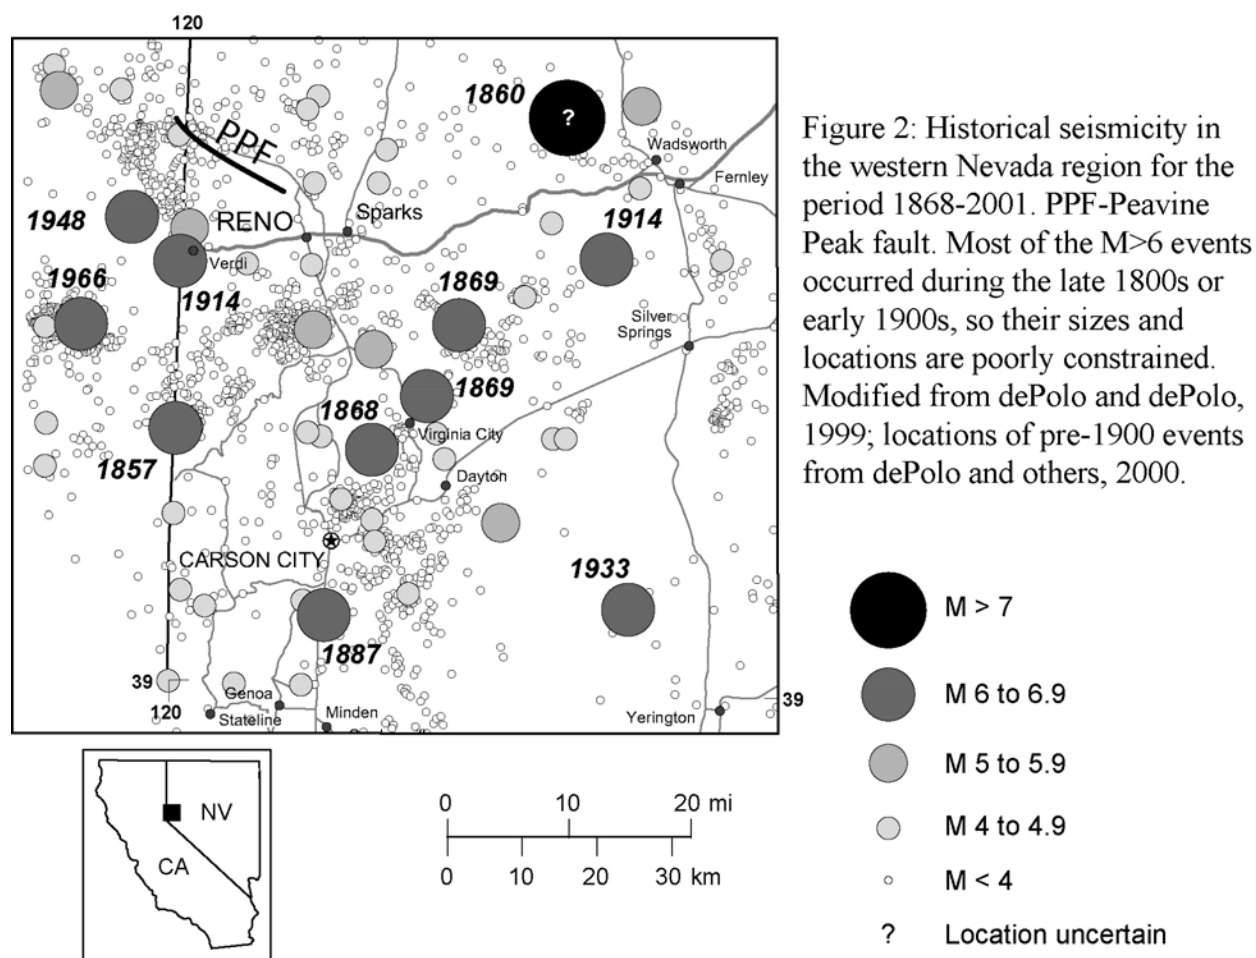 120
1860
?
Wadsworth
Fernley
PPF
1948
RENO
Sparks
1914
Verdi
1966
1914
1869
Silver
Springs
1869
1868
Virginia City
1857
Dayton
CARSON CITY
1933
1887
39
120
Genoa
Stateline
Minden
Yerington
39
Figure 2: Historical seismicity in
the western Nevada region for the
period 1868-2001. PPF-Peavine
Peak fault. Most of the M>6 events
occurred during the late 1800s or
early 1900s, so their sizes and
locations are poorly constrained.
Modified from dePolo and dePolo,
1999; locations of pre-1900 events
from dePolo and others, 2000.
M > 7
M 6 to 6.9
M 5 to 5.9
M 4 to 4.9
M < 4
? Location uncertain
NV
CA
0 10 20 mi
0 10 20 30 km